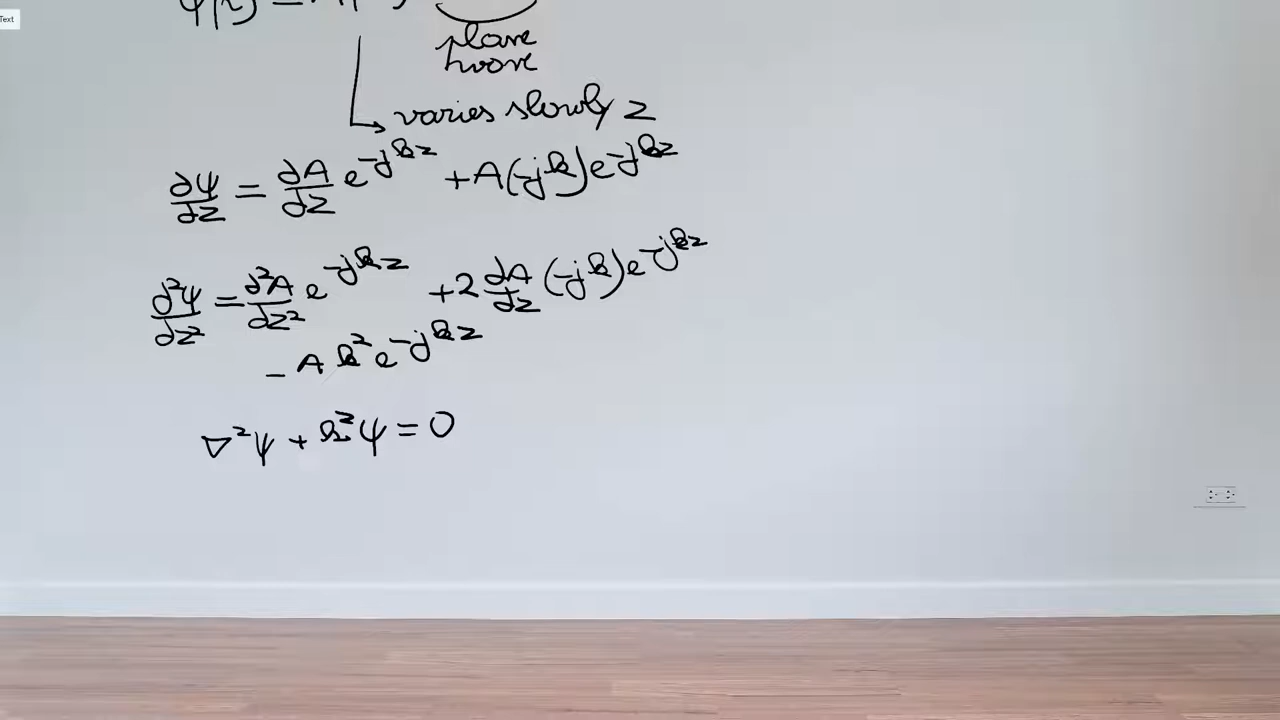 Text
ψ(r) = A(r)
plane
wave
varies slowly z
∂ψ/∂z = ∂A/∂z e^{-jkz} + A(-jk)e^{-jkz}
∂²ψ/∂z² = ∂²A/∂z² e^{-jkz} + 2 ∂A/∂z (-jk)e^{-jkz}
- A k² e^{-jkz}
∇²ψ + k²ψ = 0